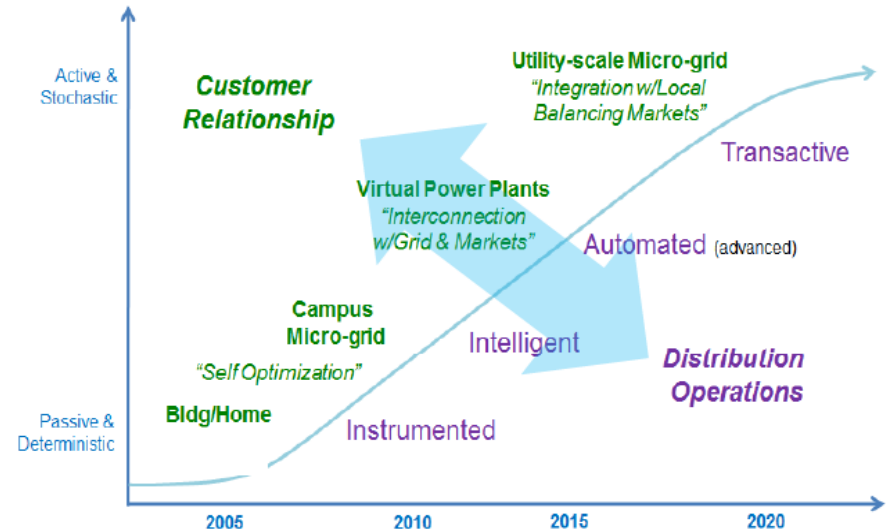 Active &
Stochastic
Customer
Relationship
Utility-scale Micro-grid
"Integration w/Local
Balancing Markets"
Transactive
Virtual Power Plants
"Interconnection
w/Grid & Markets"
Automated (advanced)
Campus
Micro-grid
Intelligent
"Self Optimization"
Distribution
Operations
Passive &
Deterministic
Bldg/Home
Instrumented
2005
2010
2015
2020